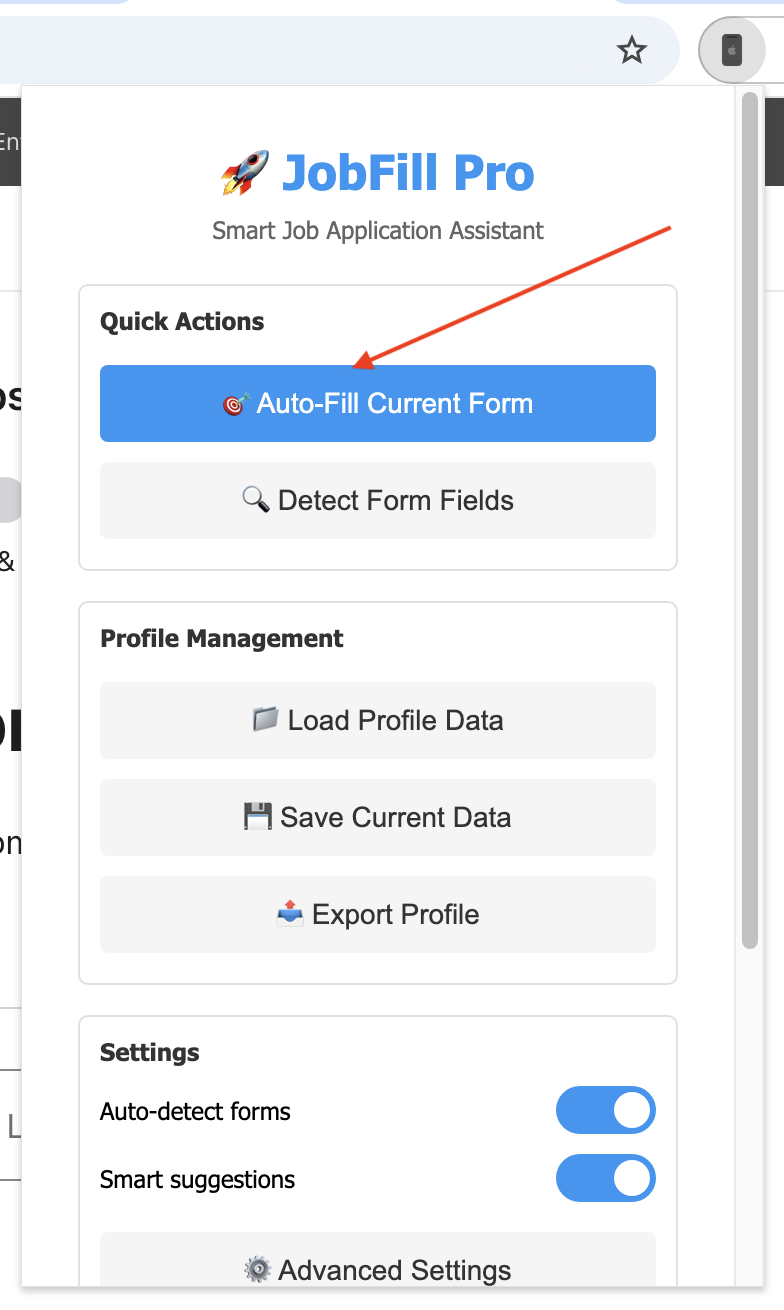 🚀 JobFill Pro
Smart Job Application Assistant
Quick Actions
🎯 Auto-Fill Current Form
🔍 Detect Form Fields
&
Profile Management
📁 Load Profile Data
💾 Save Current Data
📤 Export Profile
Settings
Auto-detect forms
Smart suggestions
⚙️ Advanced Settings